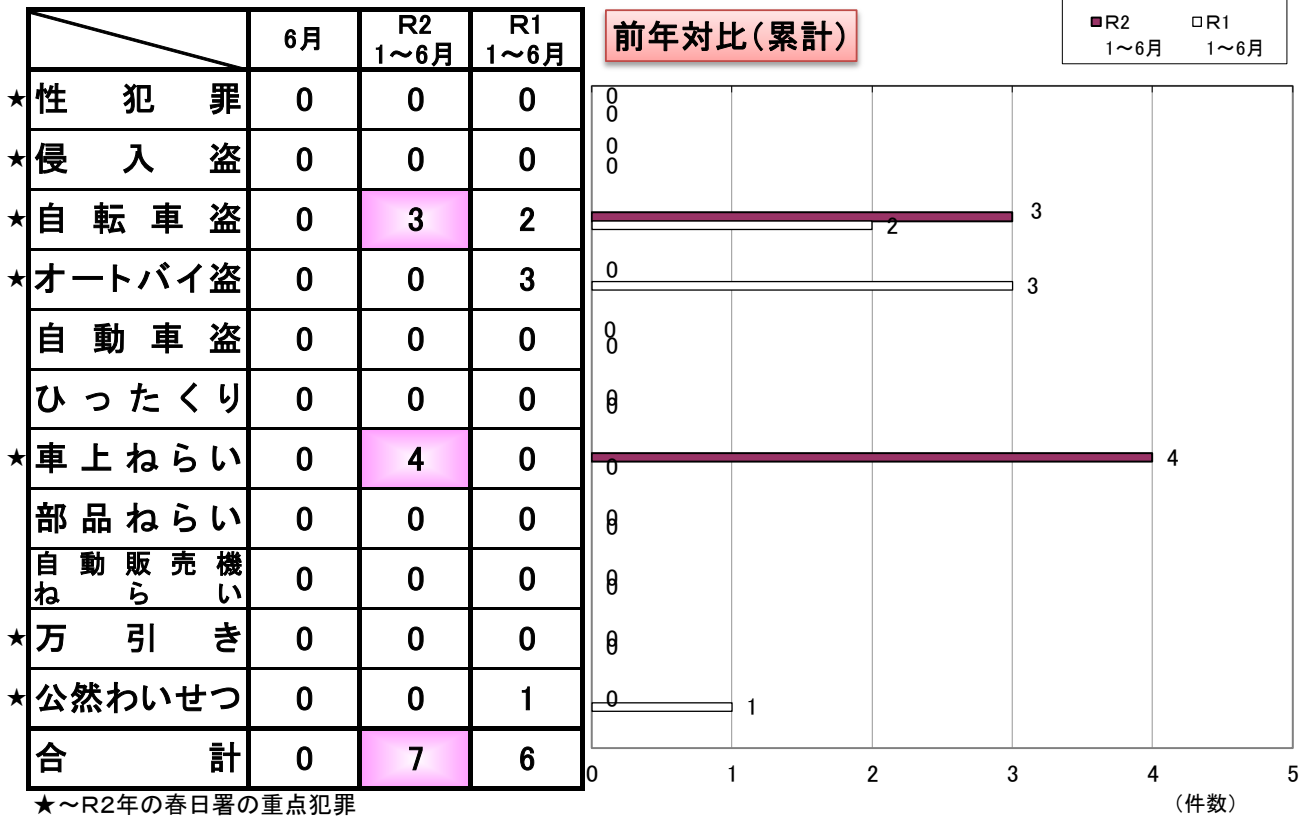 6月 R2 1～6月 R1 1～6月
★性犯罪 0 0 0
★侵入盗 0 0 0
★自転車盗 0 3 2
★オートバイ盗 0 0 3
自動車盗 0 0 0
ひったくり 0 0 0
★車上ねらい 0 4 0
部品ねらい 0 0 0
自動販売機ねらい 0 0 0
★万引き 0 0 0
★公然わいせつ 0 0 1
合計 0 7 6
★～R2年の春日署の重点犯罪
前年対比（累計）
R2 1～6月
R1 1～6月
0
0
0
0
3
2
0
3
0
0
0
0
4
0
0
0
0
0
0
0
0
1
0 1 2 3 4 5
（件数）